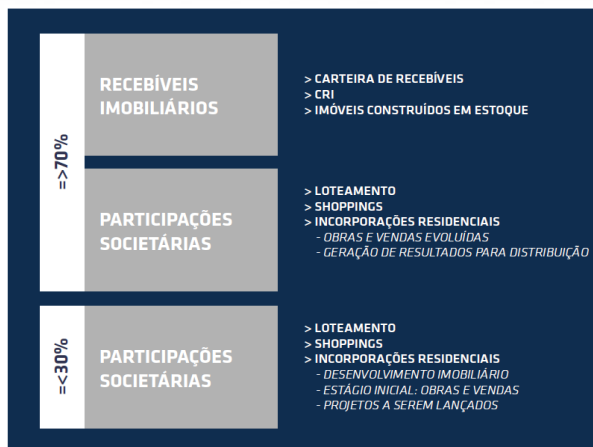 =>70%
RECEBÍVEIS
IMOBILIÁRIOS
> CARTEIRA DE RECEBÍVEIS
> CRI
> IMÓVEIS CONSTRUÍDOS EM ESTOQUE
PARTICIPAÇÕES
SOCIETÁRIAS
> LOTEAMENTO
> SHOPPINGS
> INCORPORAÇÕES RESIDENCIAIS
- OBRAS E VENDAS EVOLUÍDAS
- GERAÇÃO DE RESULTADOS PARA DISTRIBUIÇÃO
=<30%
PARTICIPAÇÕES
SOCIETÁRIAS
> LOTEAMENTO
> SHOPPINGS
> INCORPORAÇÕES RESIDENCIAIS
- DESENVOLVIMENTO IMOBILIÁRIO
- ESTÁGIO INICIAL: OBRAS E VENDAS
- PROJETOS A SEREM LANÇADOS